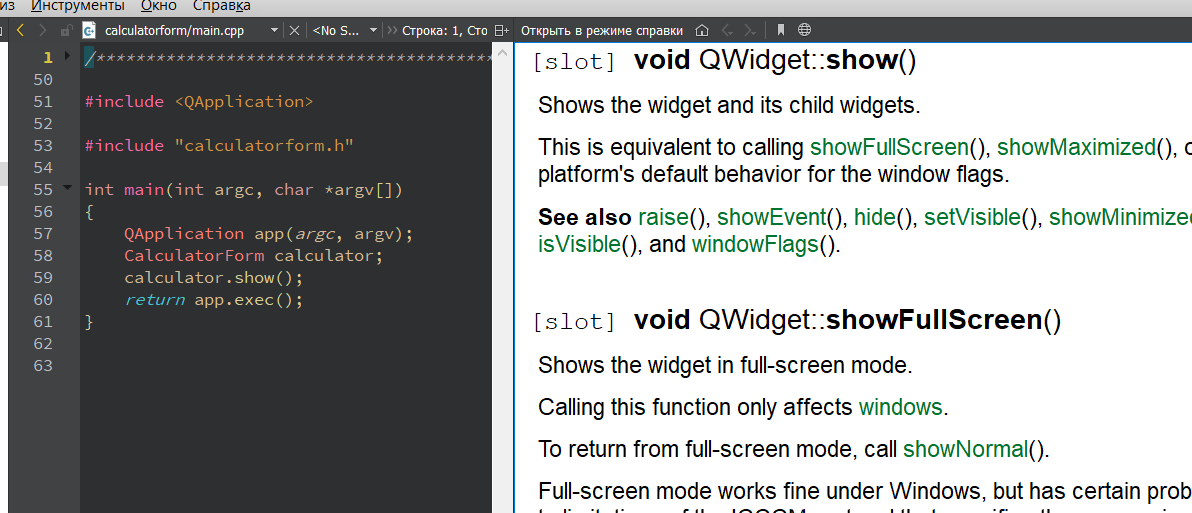 из Инструменты Окно Справка
calculatorform/main.cpp <No S... Строка: 1, Сто Открыть в режиме справки
1 /****************************************
50
51 #include <QApplication>
52
53 #include "calculatorform.h"
54
55 int main(int argc, char *argv[])
56 {
57 QApplication app(argc, argv);
58 CalculatorForm calculator;
59 calculator.show();
60 return app.exec();
61 }
62
63
[slot] void QWidget::show()
Shows the widget and its child widgets.
This is equivalent to calling showFullScreen(), showMaximized(),
platform's default behavior for the window flags.
See also raise(), showEvent(), hide(), setVisible(), showMinimized
isVisible(), and windowFlags().
[slot] void QWidget::showFullScreen()
Shows the widget in full-screen mode.
Calling this function only affects windows.
To return from full-screen mode, call showNormal().
Full-screen mode works fine under Windows, but has certain prob